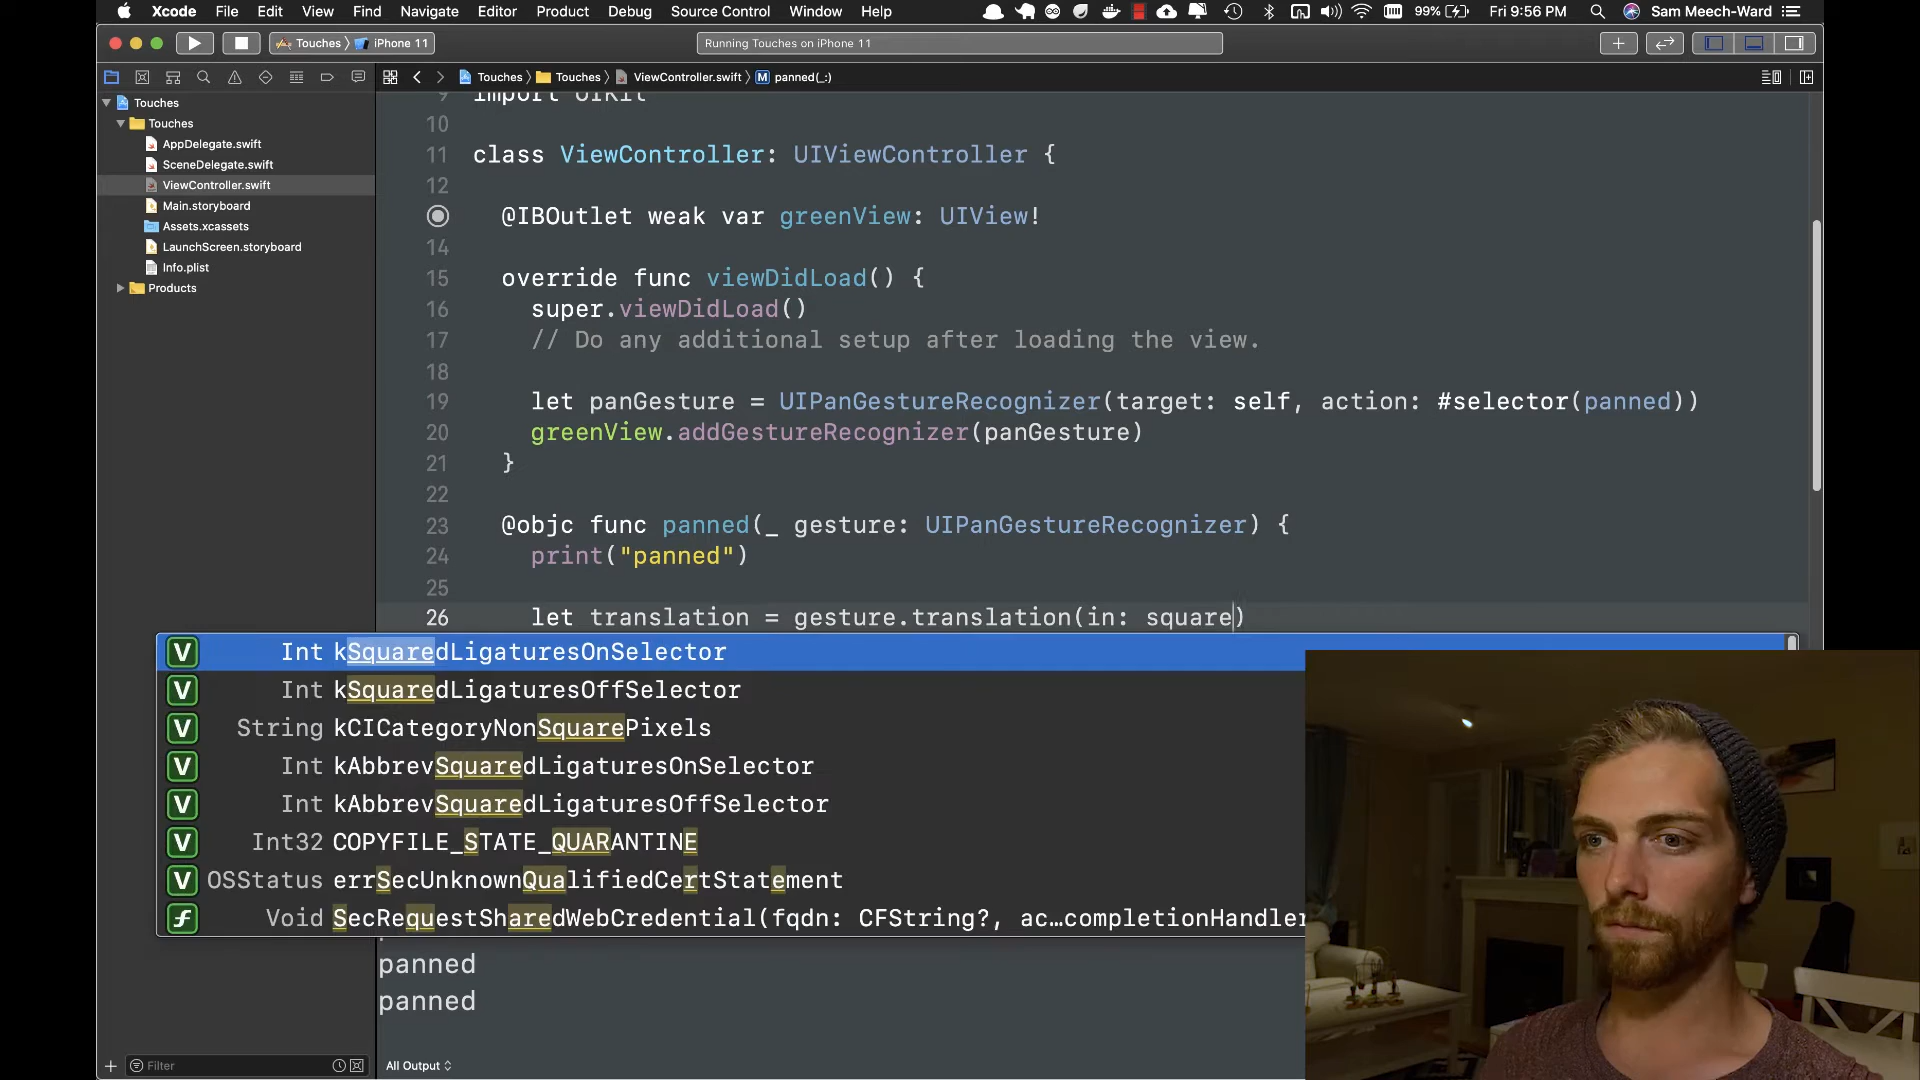 Xcode File Edit View Find Navigate Editor Product Debug Source Control Window Help 99% Fri 9:56 PM Sam Meech-Ward
Touches iPhone 11 Running Touches on iPhone 11
Touches Touches ViewController.swift M panned(_:)
Touches
Touches
AppDelegate.swift
SceneDelegate.swift
ViewController.swift
Main.storyboard
Assets.xcassets
LaunchScreen.storyboard
Info.plist
Products
Filter
9 import UIKit
10
11 class ViewController: UIViewController {
12
@IBOutlet weak var greenView: UIView!
14
15 override func viewDidLoad() {
16 super.viewDidLoad()
17 // Do any additional setup after loading the view.
18
19 let panGesture = UIPanGestureRecognizer(target: self, action: #selector(panned))
20 greenView.addGestureRecognizer(panGesture)
21 }
22
23 @objc func panned(_ gesture: UIPanGestureRecognizer) {
24 print("panned")
25
26 let translation = gesture.translation(in: square)
V Int kSquaredLigaturesOnSelector
V Int kSquaredLigaturesOffSelector
V String kCICategoryNonSquarePixels
V Int kAbbrevSquaredLigaturesOnSelector
V Int kAbbrevSquaredLigaturesOffSelector
V Int32 COPYFILE_STATE_QUARANTINE
V OSStatus errSecUnknownQualifiedCertStatement
f Void SecRequestSharedWebCredential(fqdn: CFString?, ac…completionHandler
panned
panned
All Output